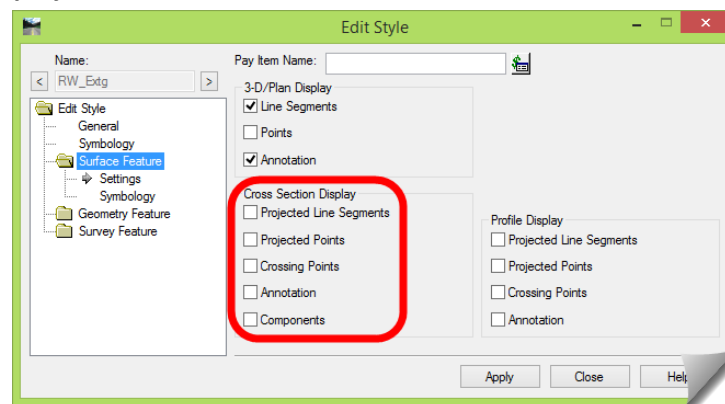 Edit Style
Name:
< RW_Extg >
Pay Item Name:
Edit Style
General
Symbology
Surface Feature
Settings
Symbology
Geometry Feature
Survey Feature
3-D/Plan Display
Line Segments
Points
Annotation
Cross Section Display
Projected Line Segments
Projected Points
Crossing Points
Annotation
Components
Profile Display
Projected Line Segments
Projected Points
Crossing Points
Annotation
Apply Close Help